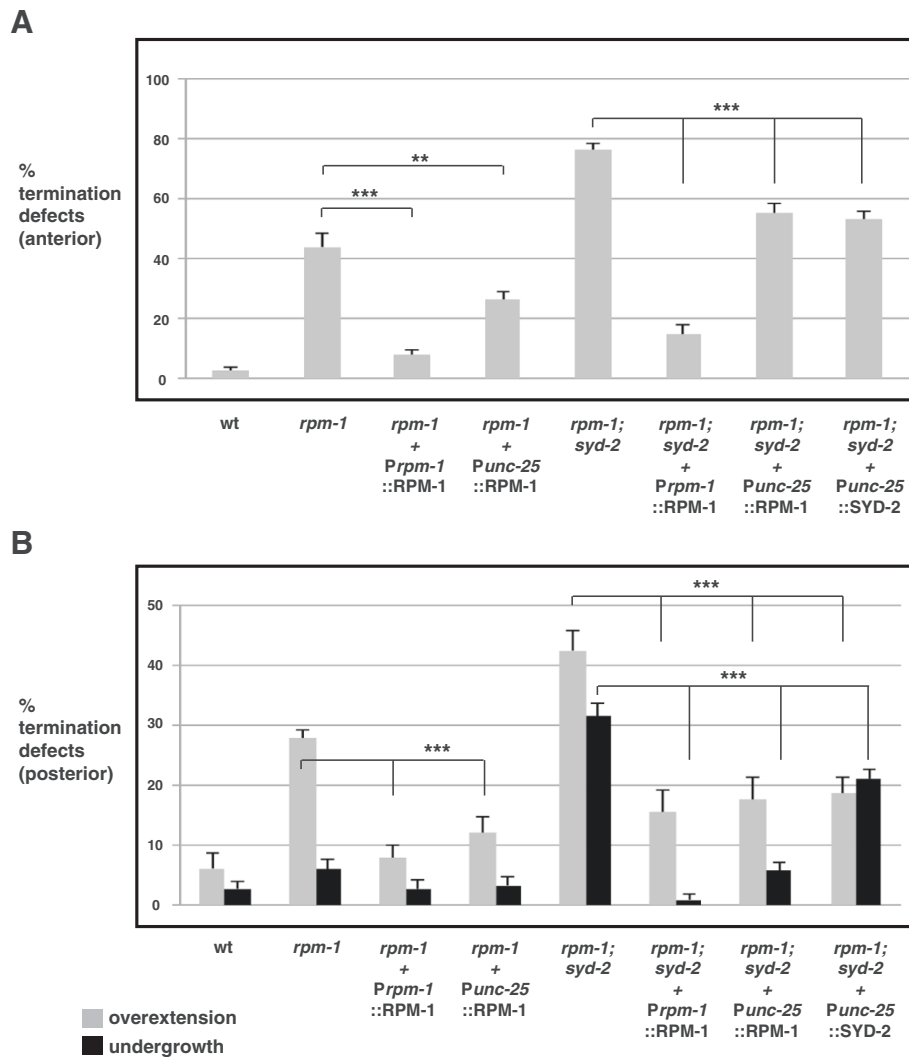 A
100
80
60
40
20
0
%
termination
defects
(anterior)
***
**
***
wt
rpm-1
rpm-1
+
Prpm-1
::RPM-1
rpm-1
+
Punc-25
::RPM-1
rpm-1;
syd-2
rpm-1;
syd-2
+
Prpm-1
::RPM-1
rpm-1;
syd-2
+
Punc-25
::RPM-1
rpm-1;
syd-2
+
Punc-25
::SYD-2
B
50
40
30
20
10
0
%
termination
defects
(posterior)
***
***
***
wt
rpm-1
rpm-1
+
Prpm-1
::RPM-1
rpm-1
+
Punc-25
::RPM-1
rpm-1;
syd-2
rpm-1;
syd-2
+
Prpm-1
::RPM-1
rpm-1;
syd-2
+
Punc-25
::RPM-1
rpm-1;
syd-2
+
Punc-25
::SYD-2
overextension
undergrowth